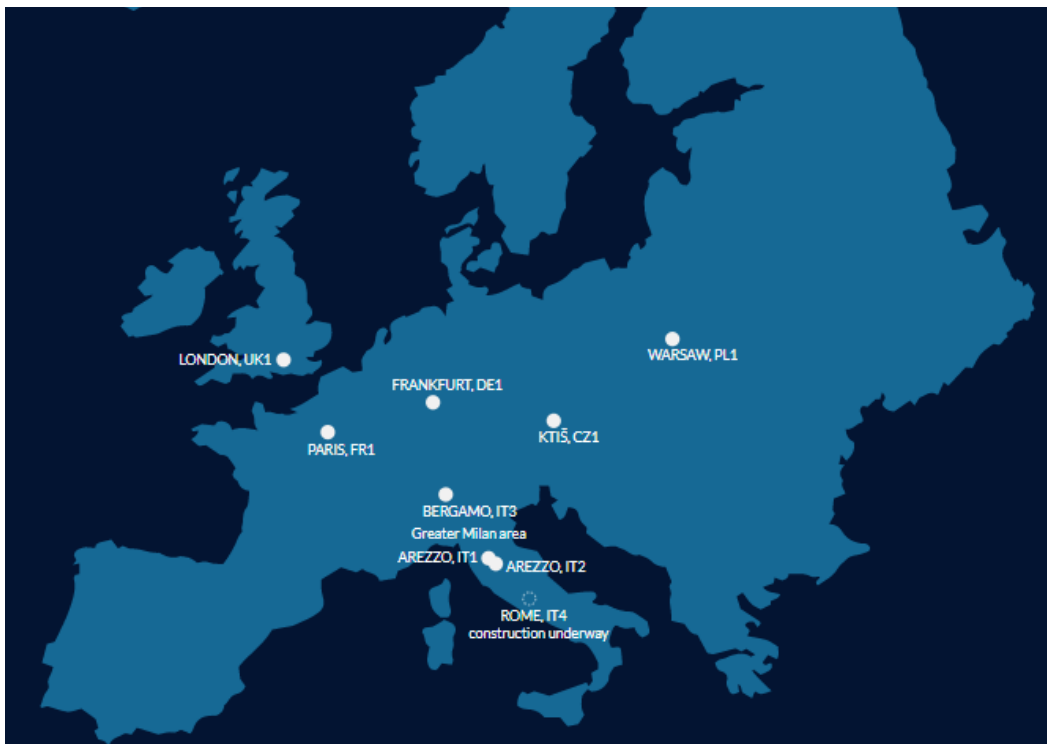 LONDON, UK1
WARSAW, PL1
FRANKFURT, DE1
KTIŠ, CZ1
PARIS, FR1
BERGAMO, IT3
Greater Milan area
AREZZO, IT1
AREZZO, IT2
ROME, IT4
construction underway